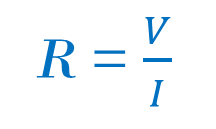 R = V/I